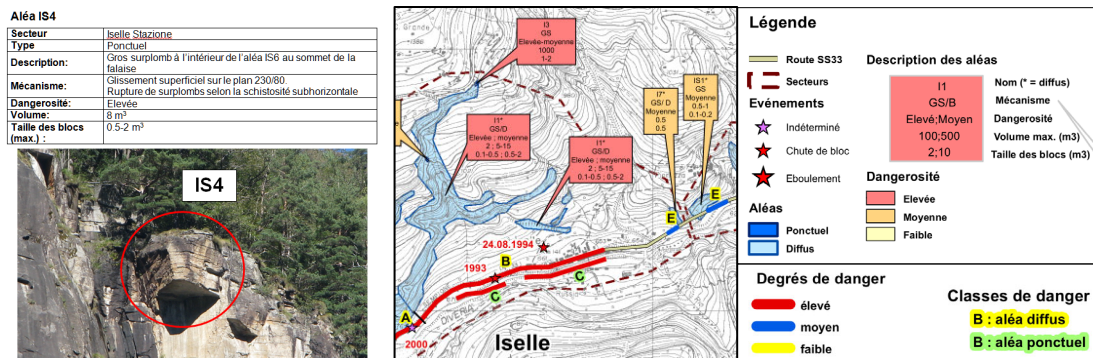 Aléa IS4
Secteur Iselle Stazione
Type Ponctuel
Description: Gros surplomb à l'intérieur de l'aléa IS6 au sommet de la
falaise
Mécanisme: Glissement superficiel sur le plan 230/80.
Rupture de surplombs selon la schistosité subhorizontale
Dangerosité: Elevée
Volume: 8 m³
Taille des blocs 0.5-2 m³
(max.) :
IS4
I3
GS
Elevée-moyenne
1000
1-2
I1*
GS/D
Elevée ; moyenne
2 ; 5-15
0.1-0.5 ; 0.5-2
I1*
GS/D
Elevée ; moyenne
2 ; 5-15
0.1-0.5 ; 0.5-2
I7*
GS/ D
Moyenne
0.5
0.5
IS1*
GS
Moyenne
0.5-1
0.1-0.2
E
E
24.08.1994
B
1993
C
C
A
2000
DIVERIA
Iselle
Légende
Route SS33
Secteurs
Evénements
Indéterminé
Chute de bloc
Eboulement
Aléas
Ponctuel
Diffus
Description des aléas
I1
GS/B
Elevé;Moyen
100;500
2;10
Nom (* = diffus)
Mécanisme
Dangerosité
Volume max. (m3)
Taille des blocs (m3)
Dangerosité
Elevée
Moyenne
Faible
Degrés de danger
élevé
moyen
faible
Classes de danger
B : aléa diffus
B : aléa ponctuel